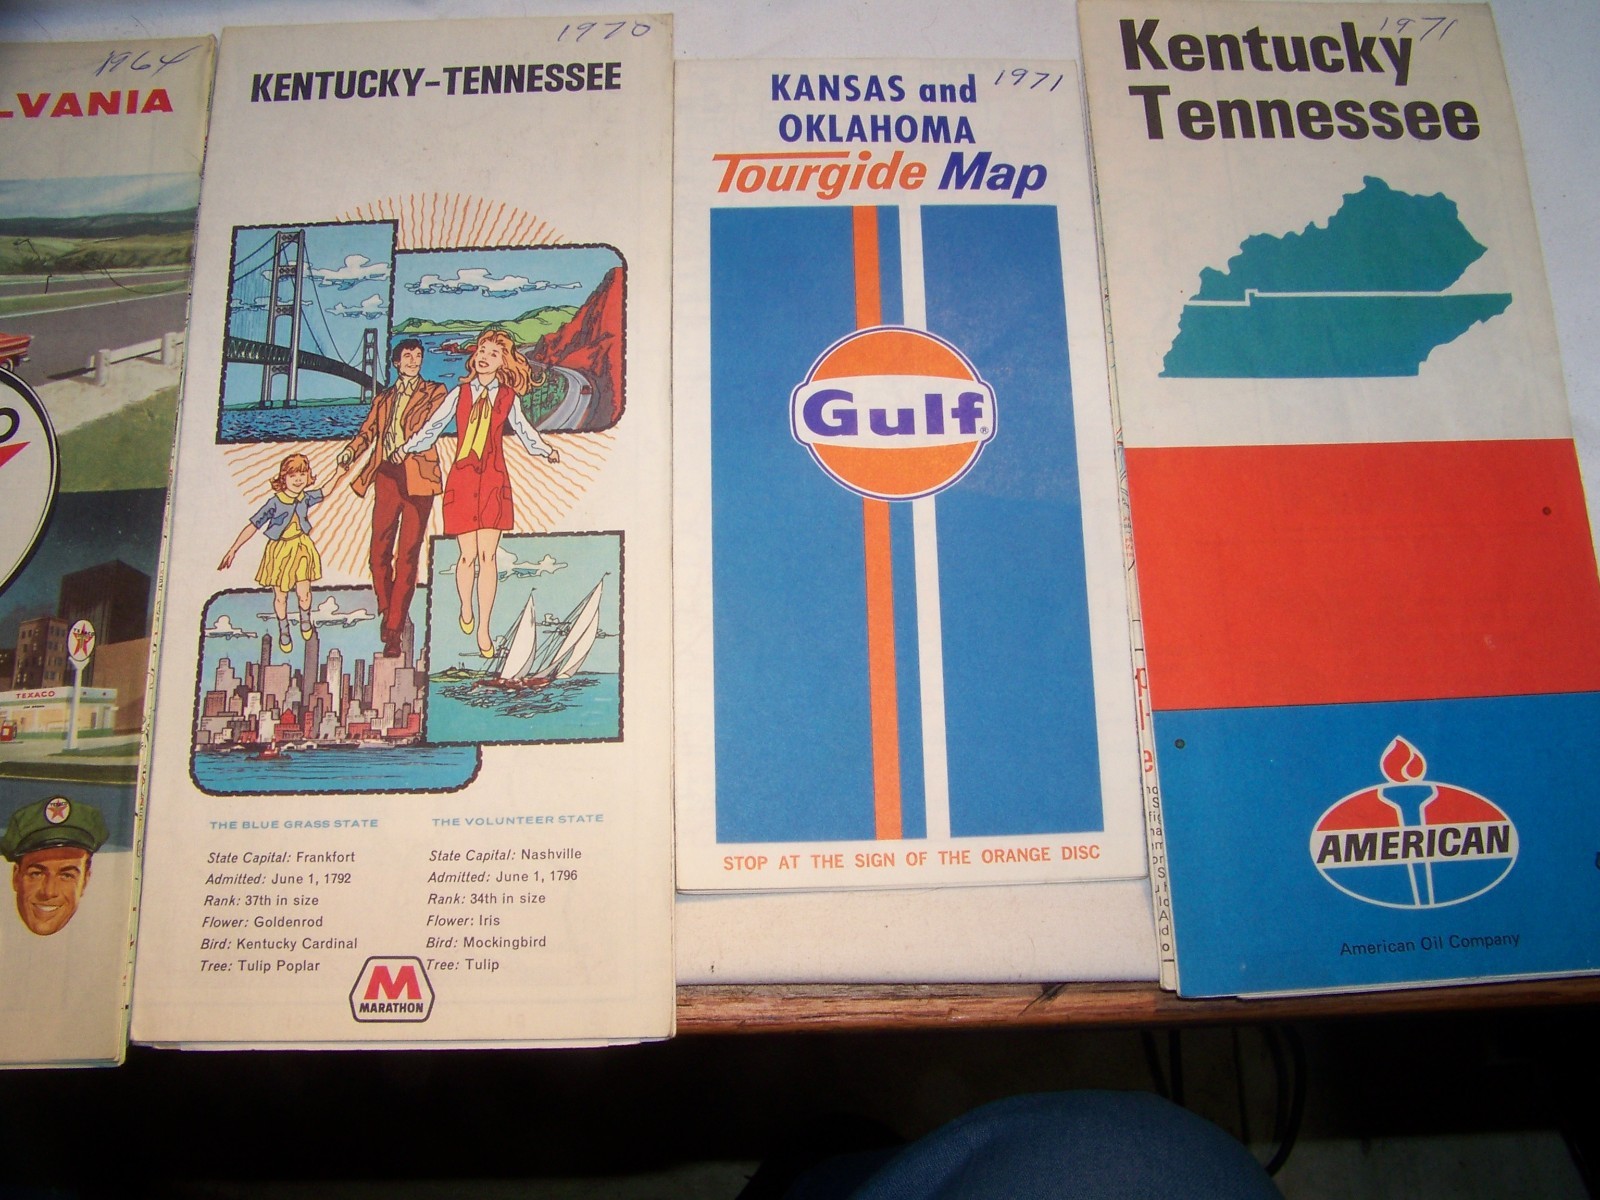 1964
LVANIA
TEXACO
1970
KENTUCKY-TENNESSEE
THE BLUE GRASS STATE
State Capital: Frankfort
Admitted: June 1, 1792
Rank: 37th in size
Flower: Goldenrod
Bird: Kentucky Cardinal
Tree: Tulip Poplar
THE VOLUNTEER STATE
State Capital: Nashville
Admitted: June 1, 1796
Rank: 34th in size
Flower: Iris
Bird: Mockingbird
Tree: Tulip
M
MARATHON
1971
KANSAS and
OKLAHOMA
Tourgide Map
Gulf®
STOP AT THE SIGN OF THE ORANGE DISC
1971
Kentucky
Tennessee
AMERICAN
American Oil Company